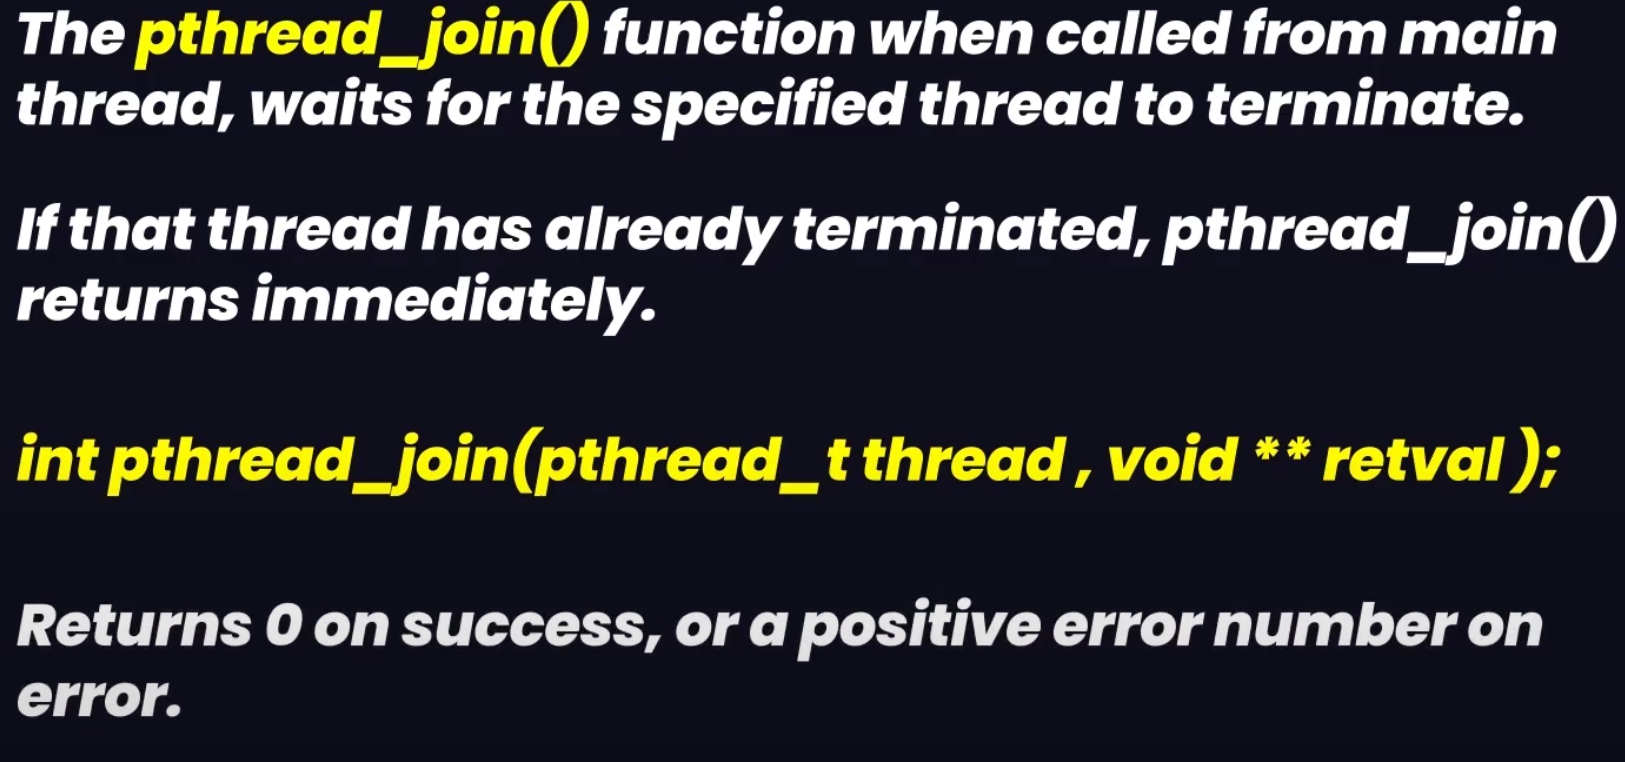 The pthread_join() function when called from main
thread, waits for the specified thread to terminate.
If that thread has already terminated, pthread_join()
returns immediately.
int pthread_join(pthread_t thread , void ** retval );
Returns 0 on success, or a positive error number on
error.